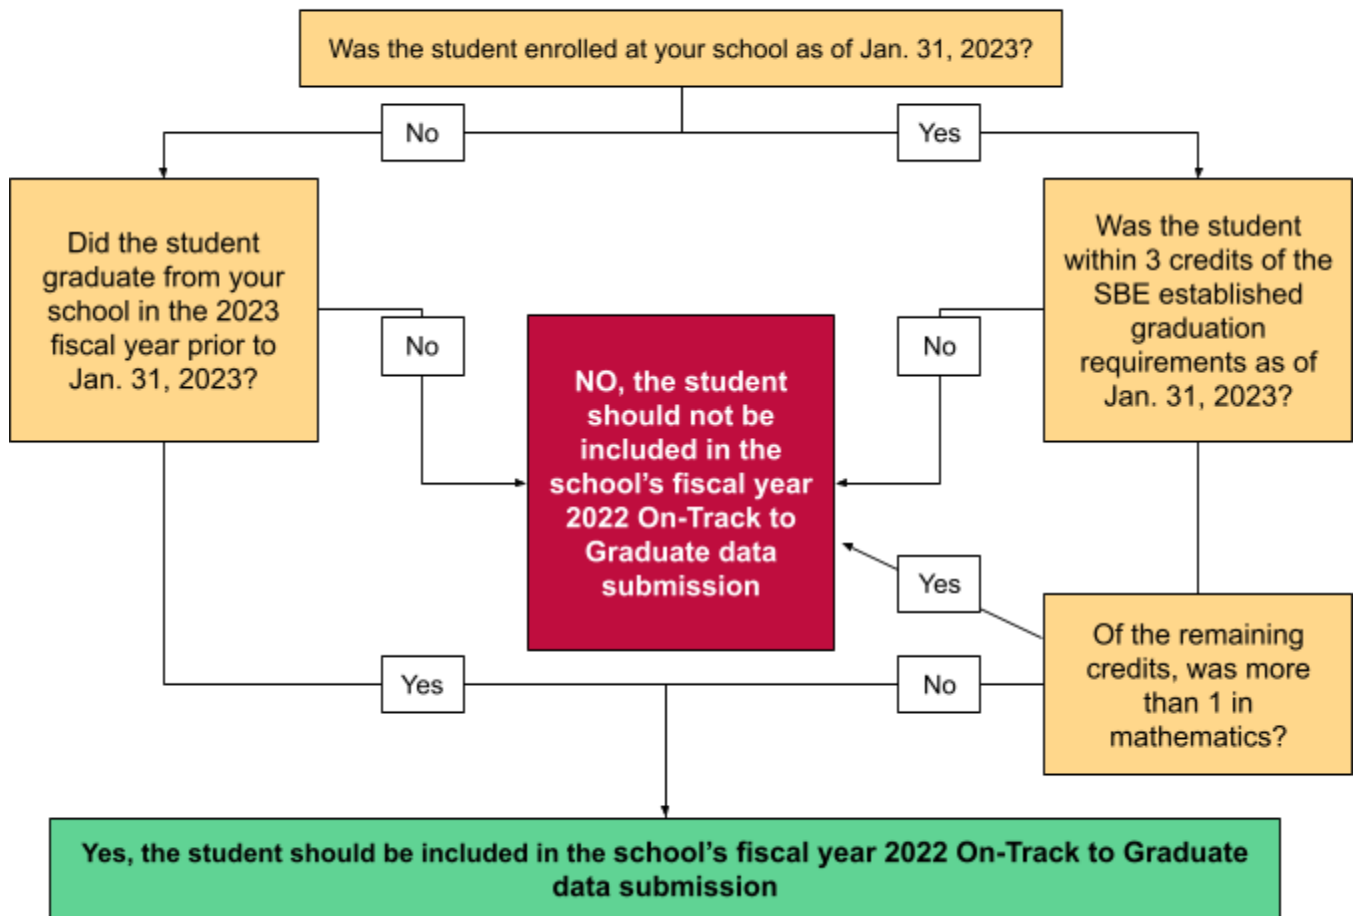 Was the student enrolled at your school as of Jan. 31, 2023?
No
Yes
Did the student
graduate from your
school in the 2023
fiscal year prior to
Jan. 31, 2023?
Was the student
within 3 credits of the
SBE established
graduation
requirements as of
Jan. 31, 2023?
No
No
NO, the student
should not be
included in the
school’s fiscal year
2022 On-Track to
Graduate data
submission
Yes
Of the remaining
credits, was more
than 1 in
mathematics?
Yes
No
Yes, the student should be included in the school’s fiscal year 2022 On-Track to Graduate
data submission